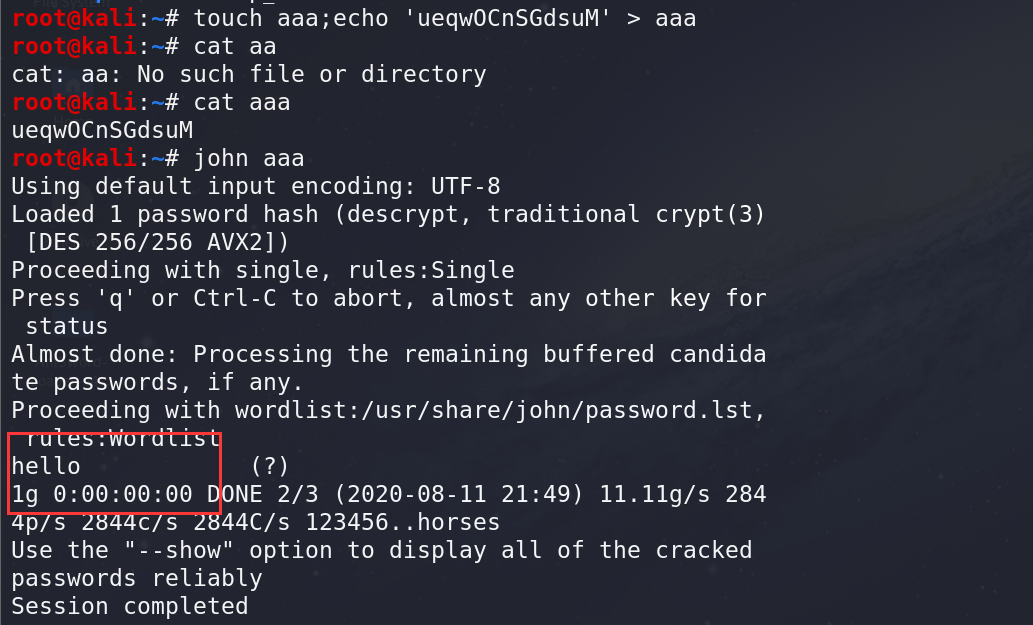 root@kali:~# touch aaa;echo 'ueqwOCnSGdsuM' > aaa
root@kali:~# cat aa
cat: aa: No such file or directory
root@kali:~# cat aaa
ueqwOCnSGdsuM
root@kali:~# john aaa
Using default input encoding: UTF-8
Loaded 1 password hash (descrypt, traditional crypt(3)
 [DES 256/256 AVX2])
Proceeding with single, rules:Single
Press 'q' or Ctrl-C to abort, almost any other key for
 status
Almost done: Processing the remaining buffered candida
te passwords, if any.
Proceeding with wordlist:/usr/share/john/password.lst,
 rules:Wordlist
hello            (?)
1g 0:00:00:00 DONE 2/3 (2020-08-11 21:49) 11.11g/s 284
4p/s 2844c/s 2844C/s 123456..horses
Use the "--show" option to display all of the cracked
passwords reliably
Session completed